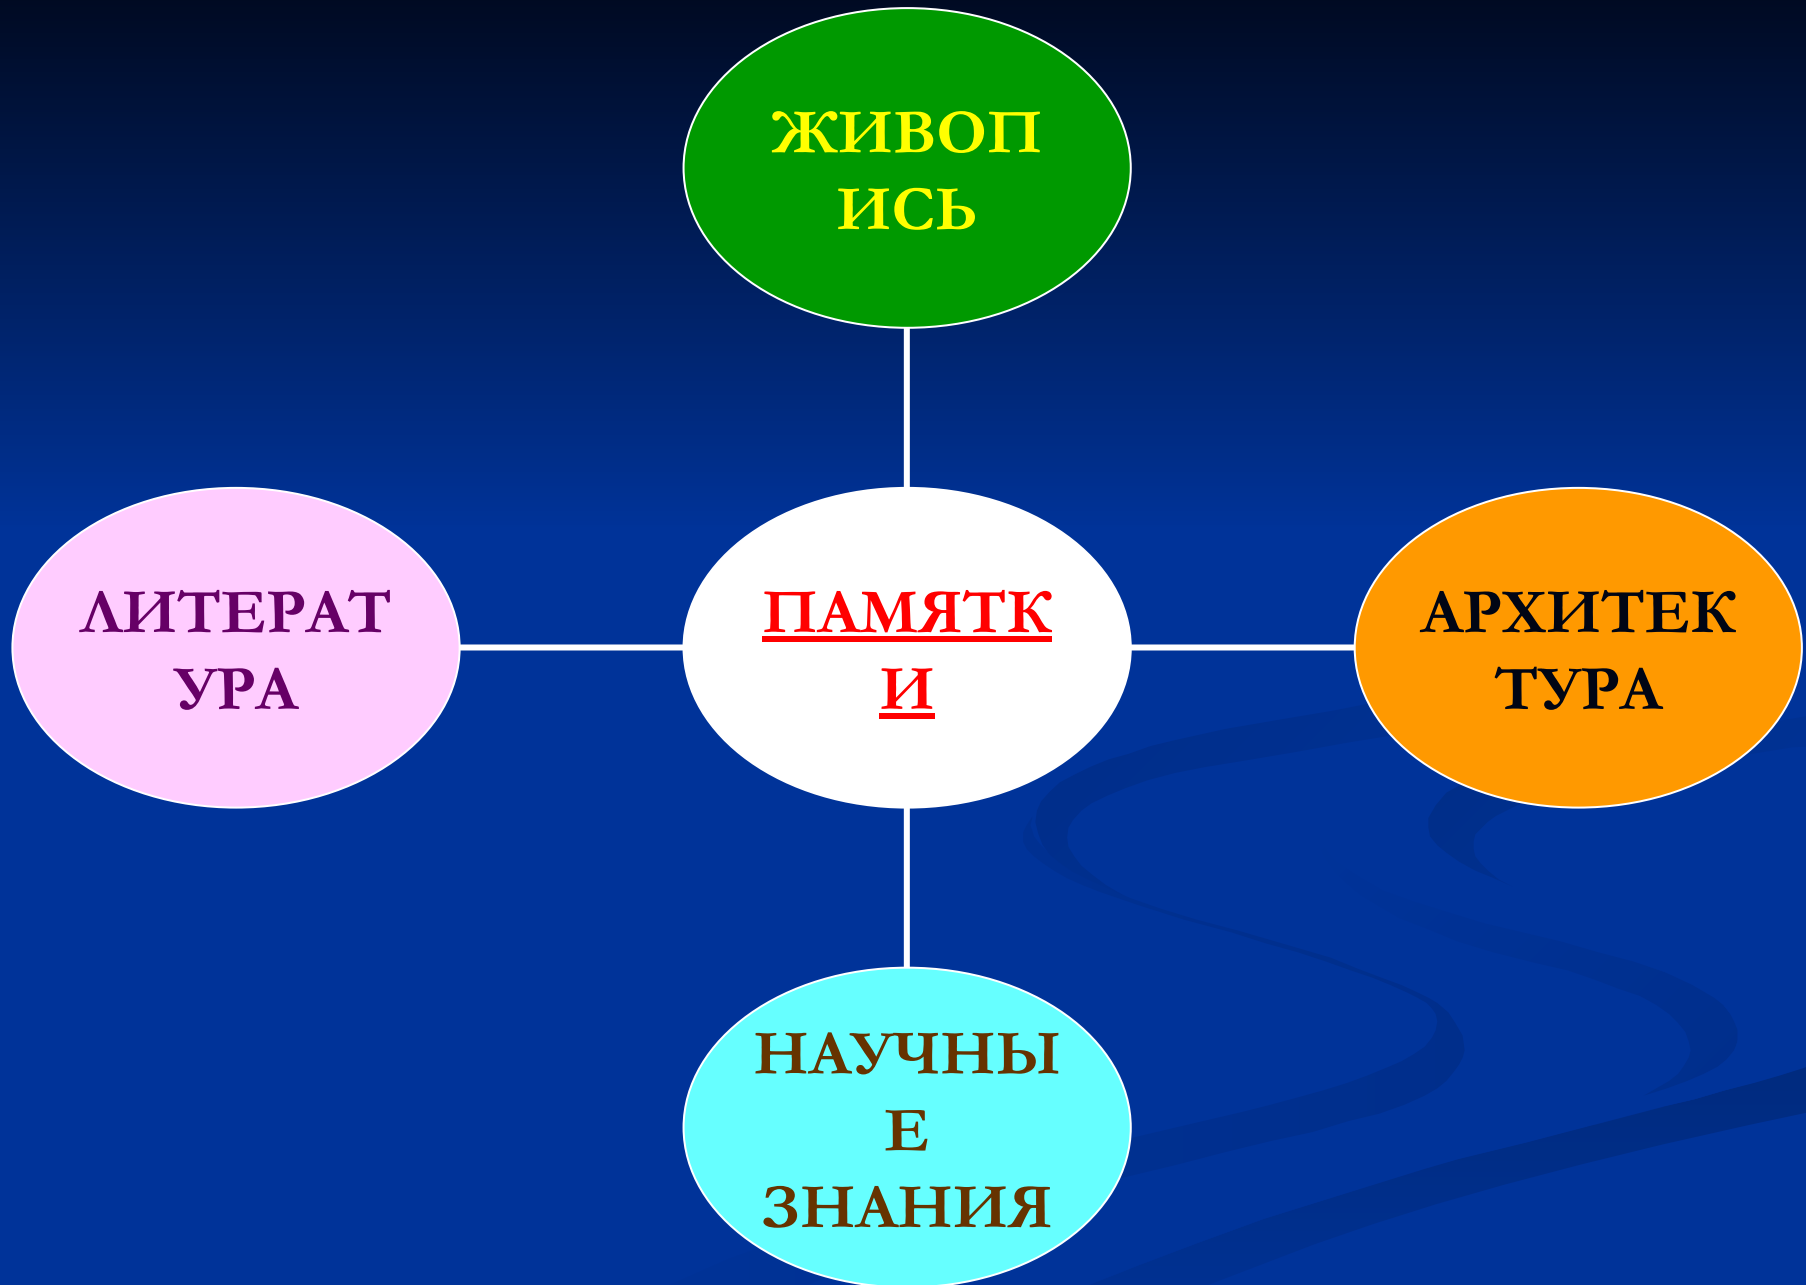 ЖИВОП
ИСЬ
ЛИТЕРАТ
УРА
ПАМЯТК
И
АРХИТЕК
ТУРА
НАУЧНЫ
Е
ЗНАНИЯ